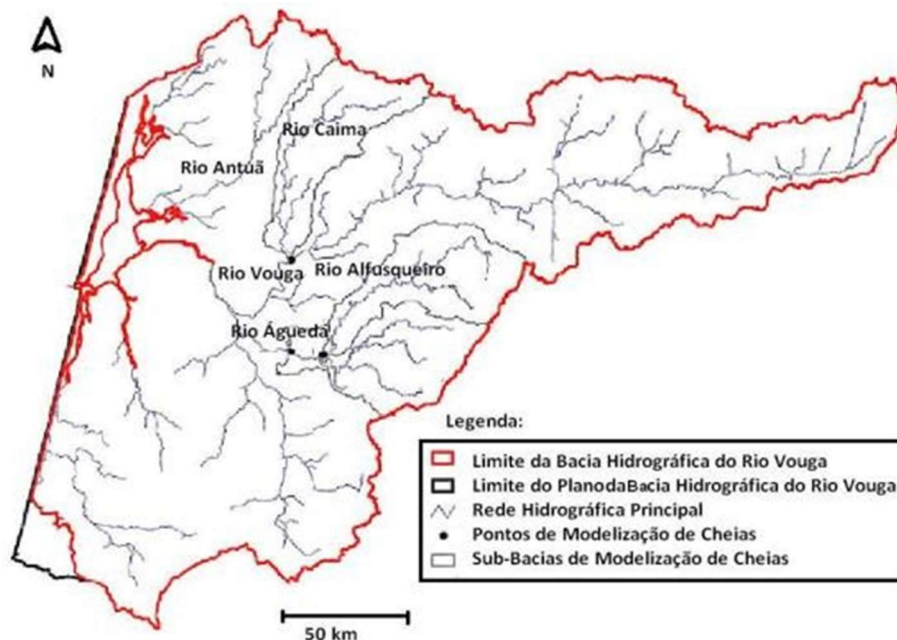 N
Rio Caima
Rio Antuã
Rio Vouga
Rio Alfusqueiro
Rio Águeda
Legenda:
Limite da Bacia Hidrográfica do Rio Vouga
Limite do PlanodaBacia Hidrográfica do Rio Vouga
Rede Hidrográfica Principal
Pontos de Modelização de Cheias
Sub-Bacias de Modelização de Cheias
50 km